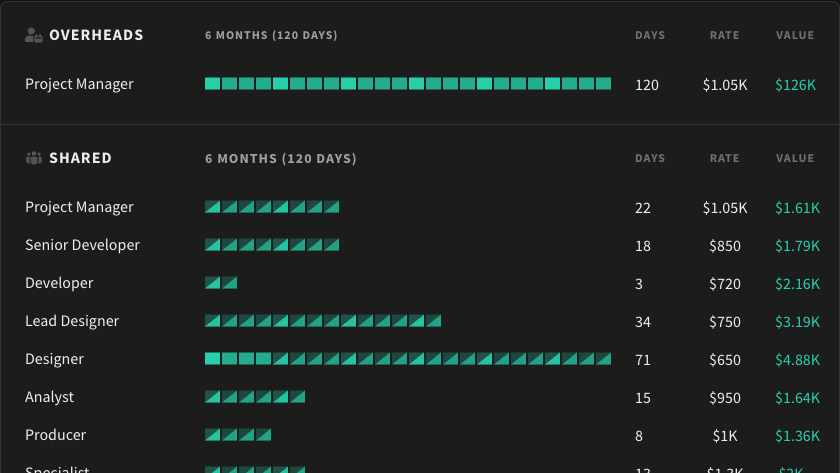 OVERHEADS 6 MONTHS (120 DAYS) DAYS RATE VALUE
Project Manager 120 $1.05K $126K
SHARED 6 MONTHS (120 DAYS) DAYS RATE VALUE
Project Manager 22 $1.05K $1.61K
Senior Developer 18 $850 $1.79K
Developer 3 $720 $2.16K
Lead Designer 34 $750 $3.19K
Designer 71 $650 $4.88K
Analyst 15 $950 $1.64K
Producer 8 $1K $1.36K
Specialist